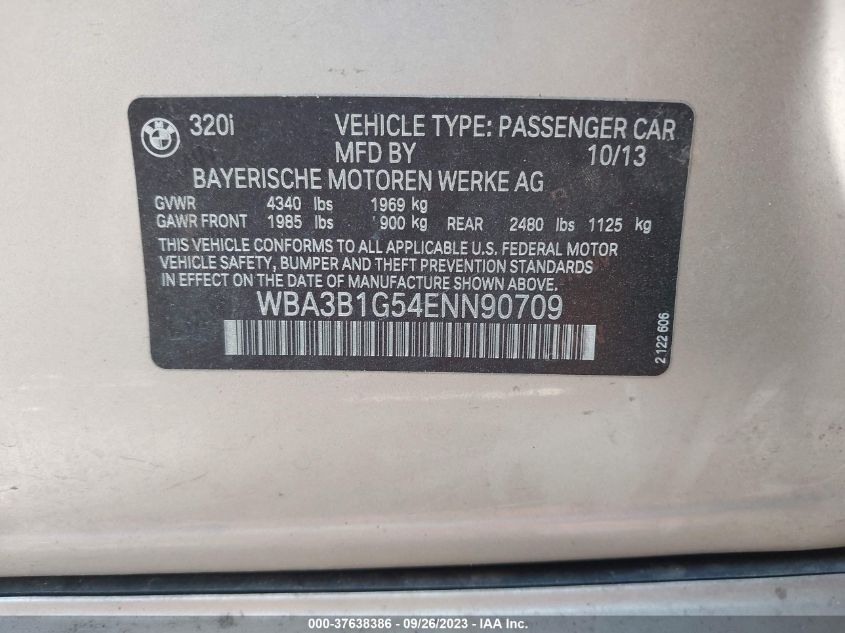 BMW
320i VEHICLE TYPE: PASSENGER CAR
MFD BY 10/13
BAYERISCHE MOTOREN WERKE AG
GVWR 4340 lbs 1969 kg
GAWR FRONT 1985 lbs 900 kg REAR 2480 lbs 1125 kg
THIS VEHICLE CONFORMS TO ALL APPLICABLE U.S. FEDERAL MOTOR
VEHICLE SAFETY, BUMPER AND THEFT PREVENTION STANDARDS
IN EFFECT ON THE DATE OF MANUFACTURE SHOWN ABOVE.
WBA3B1G54ENN90709
2 122 606
000-37638386 - 09/26/2023 - IAA Inc.